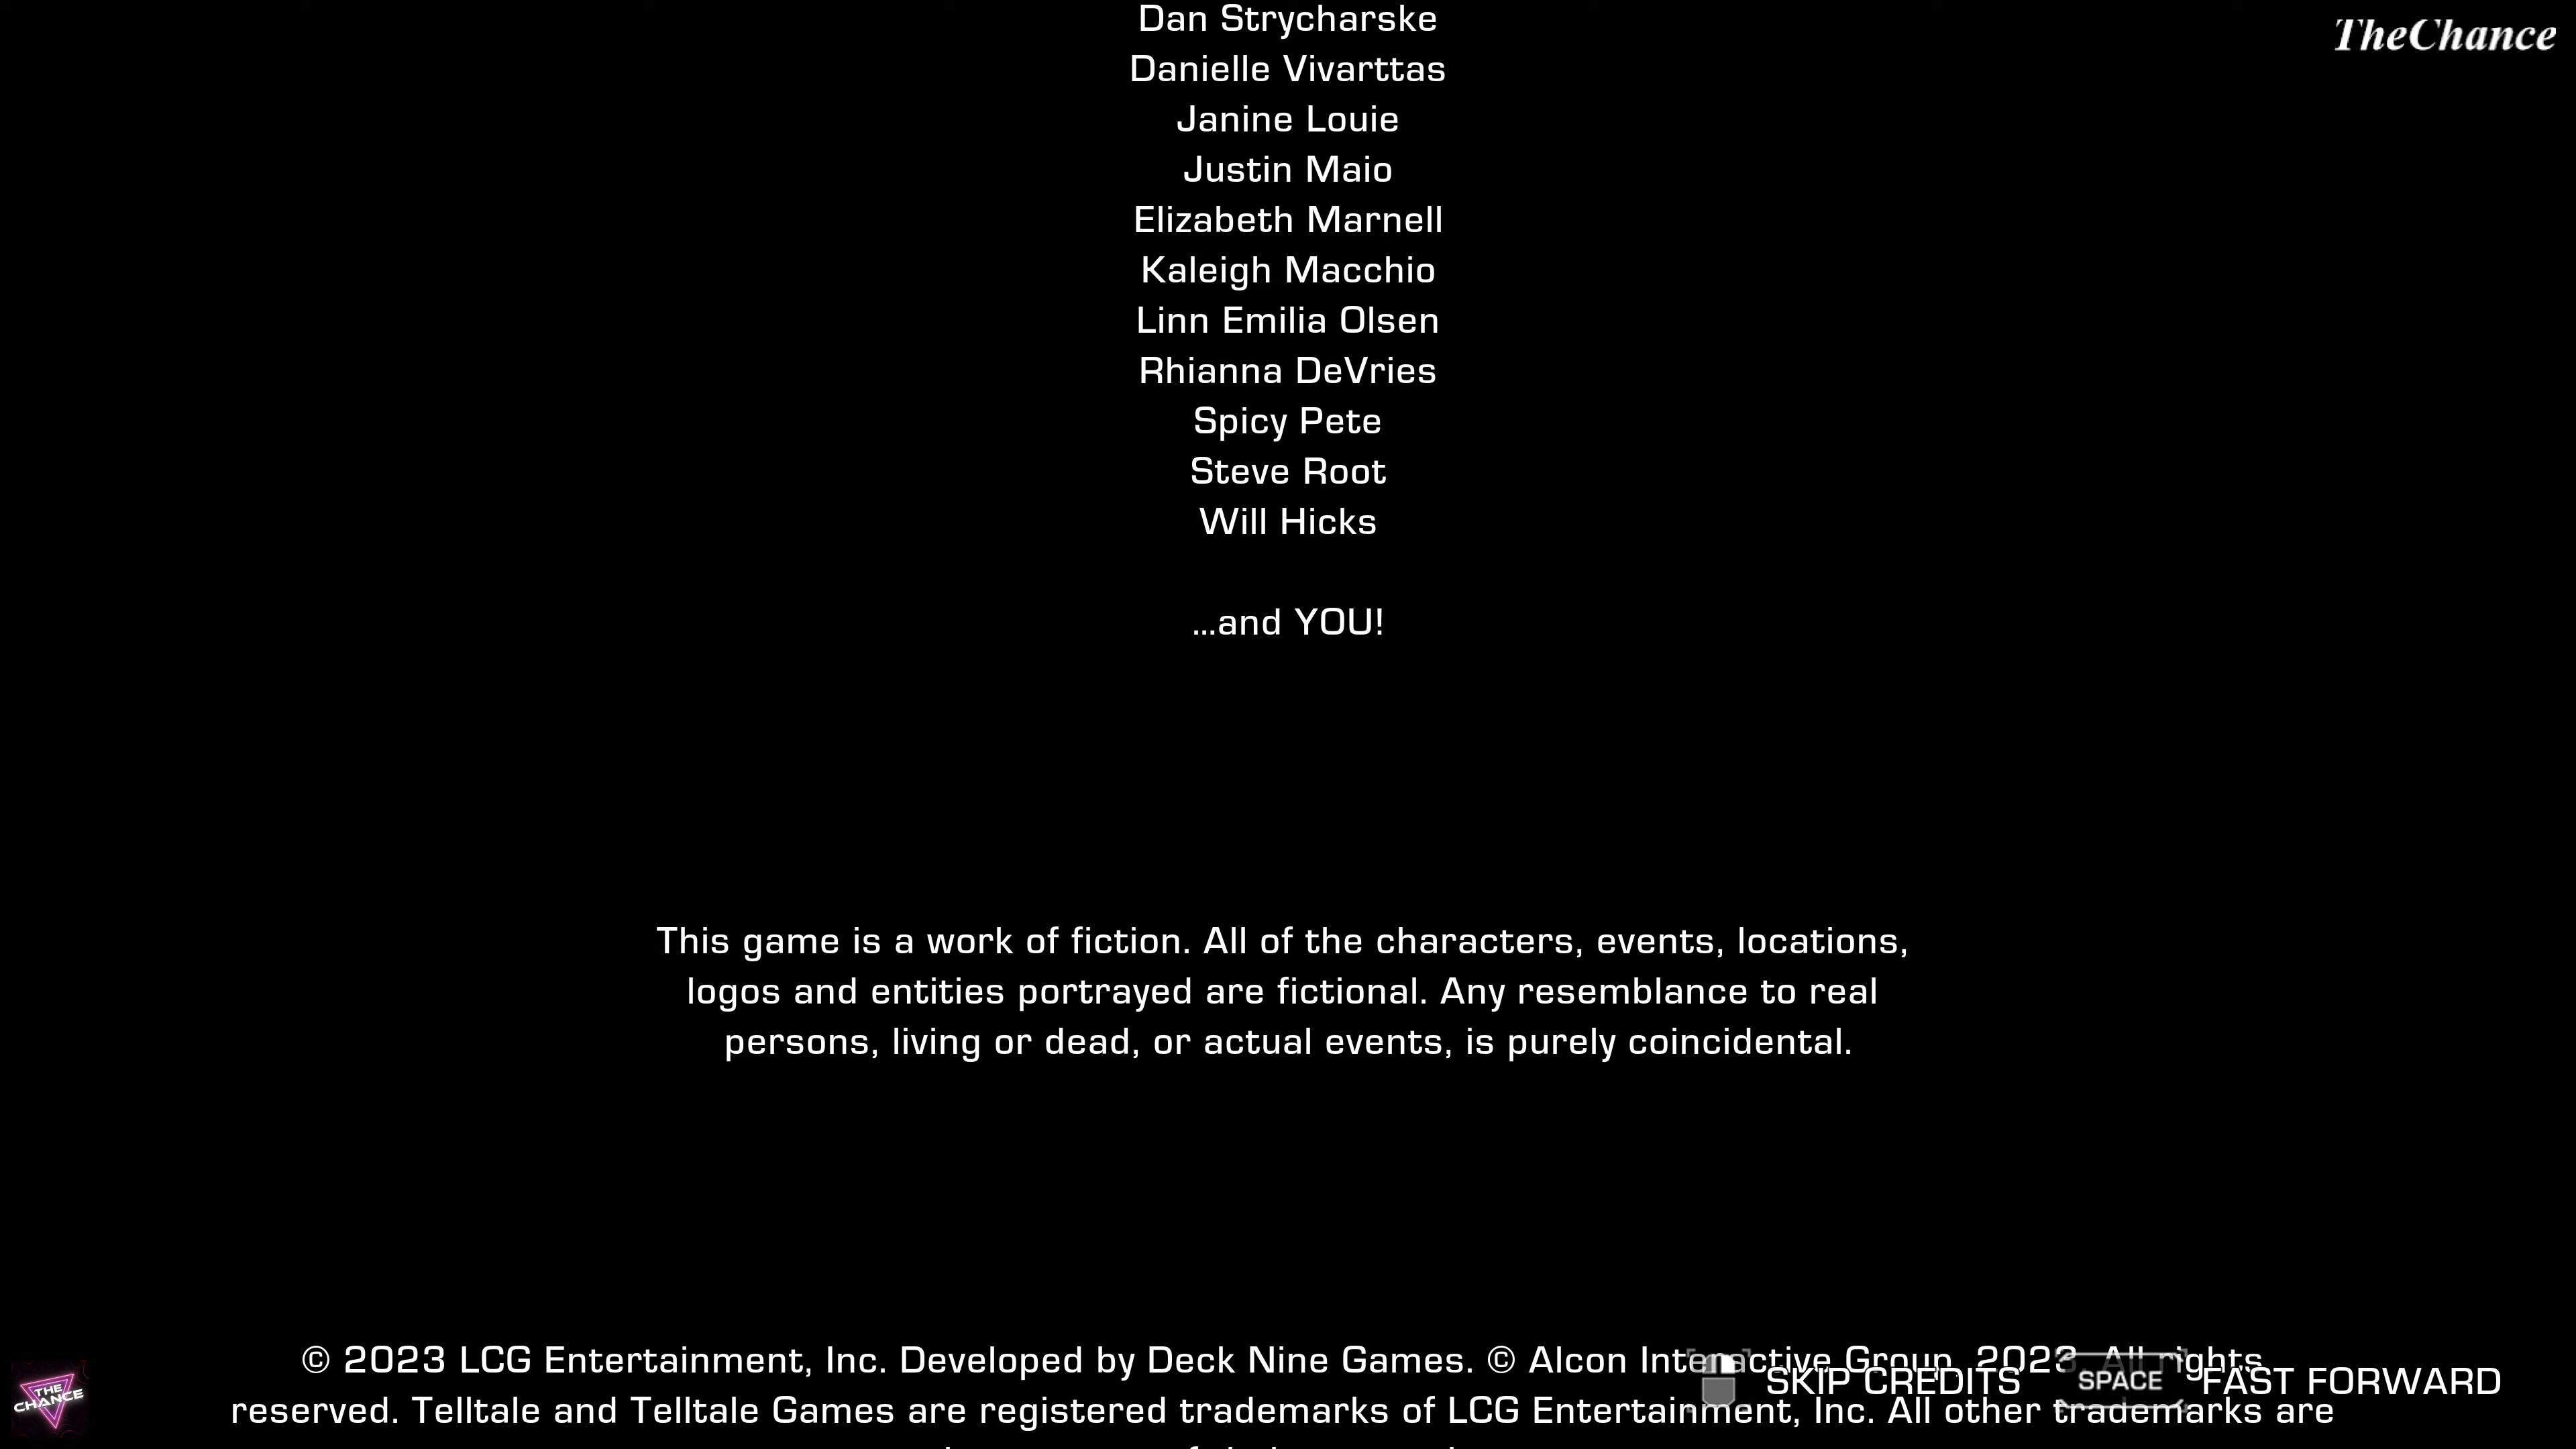 Dan Strycharske
TheChance
Danielle Vivarttas
Janine Louie
Justin Maio
Elizabeth Marnell
Kaleigh Macchio
Linn Emilia Olsen
Rhianna DeVries
Spicy Pete
Steve Root
Will Hicks
...and YOU!
This game is a work of fiction. All of the characters, events, locations,
logos and entities portrayed are fictional. Any resemblance to real
persons, living or dead, or actual events, is purely coincidental.
© 2023 LCG Entertainment, Inc. Developed by Deck Nine Games. © Alcon Interactive Group, 2023. All rights
SKIP CREDITS
SPACE
FAST FORWARD
THE
CHANCE
reserved. Telltale and Telltale Games are registered trademarks of LCG Entertainment, Inc. All other trademarks are